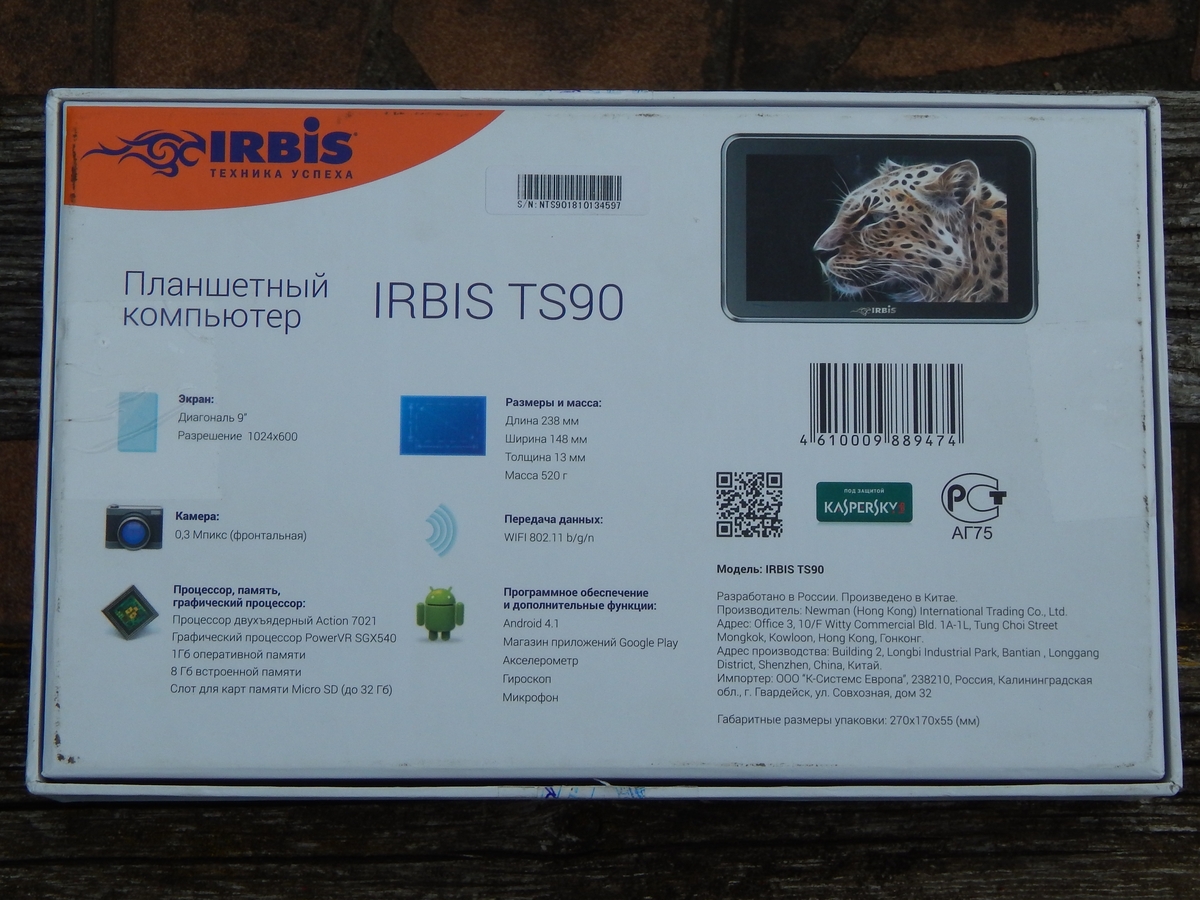 IRBIS
ТЕХНИКА УСПЕХА
S/N: NTS901810134597
Планшетный
компьютер
IRBIS TS90
IRBIS
Экран:
Диагональ 9"
Разрешение 1024x600
Размеры и масса:
Длина 238 мм
Ширина 148 мм
Толщина 13 мм
Масса 520 г
4 610009 889474
Камера:
0,3 Мпикс (фронтальная)
Передача данных:
WIFI 802.11 b/g/n
ПОД ЗАЩИТОЙ
KASPERSKY
РСТ
АГ75
Процессор, память,
графический процессор:
Процессор двухъядерный Action 7021
Графический процессор PowerVR SGX540
1Гб оперативной памяти
8 Гб встроенной памяти
Слот для карт памяти Micro SD (до 32 Гб)
Программное обеспечение
и дополнительные функции:
Android 4.1
Магазин приложений Google Play
Акселерометр
Гироскоп
Микрофон
Модель: IRBIS TS90
Разработано в России. Произведено в Китае.
Производитель: Newman (Hong Kong) International Trading Co., Ltd.
Адрес: Office 3, 10/F Witty Commercial Bld. 1A-1L, Tung Choi Street
Mongkok, Kowloon, Hong Kong, Гонконг.
Адрес производства: Building 2, Longbi Industrial Park, Bantian , Longgang
District, Shenzhen, China, Китай.
Импортер: ООО "К-Системс Европа", 238210, Россия, Калининградская
обл., г. Гвардейск, ул. Совхозная, дом 32
Габаритные размеры упаковки: 270x170x55 (мм)